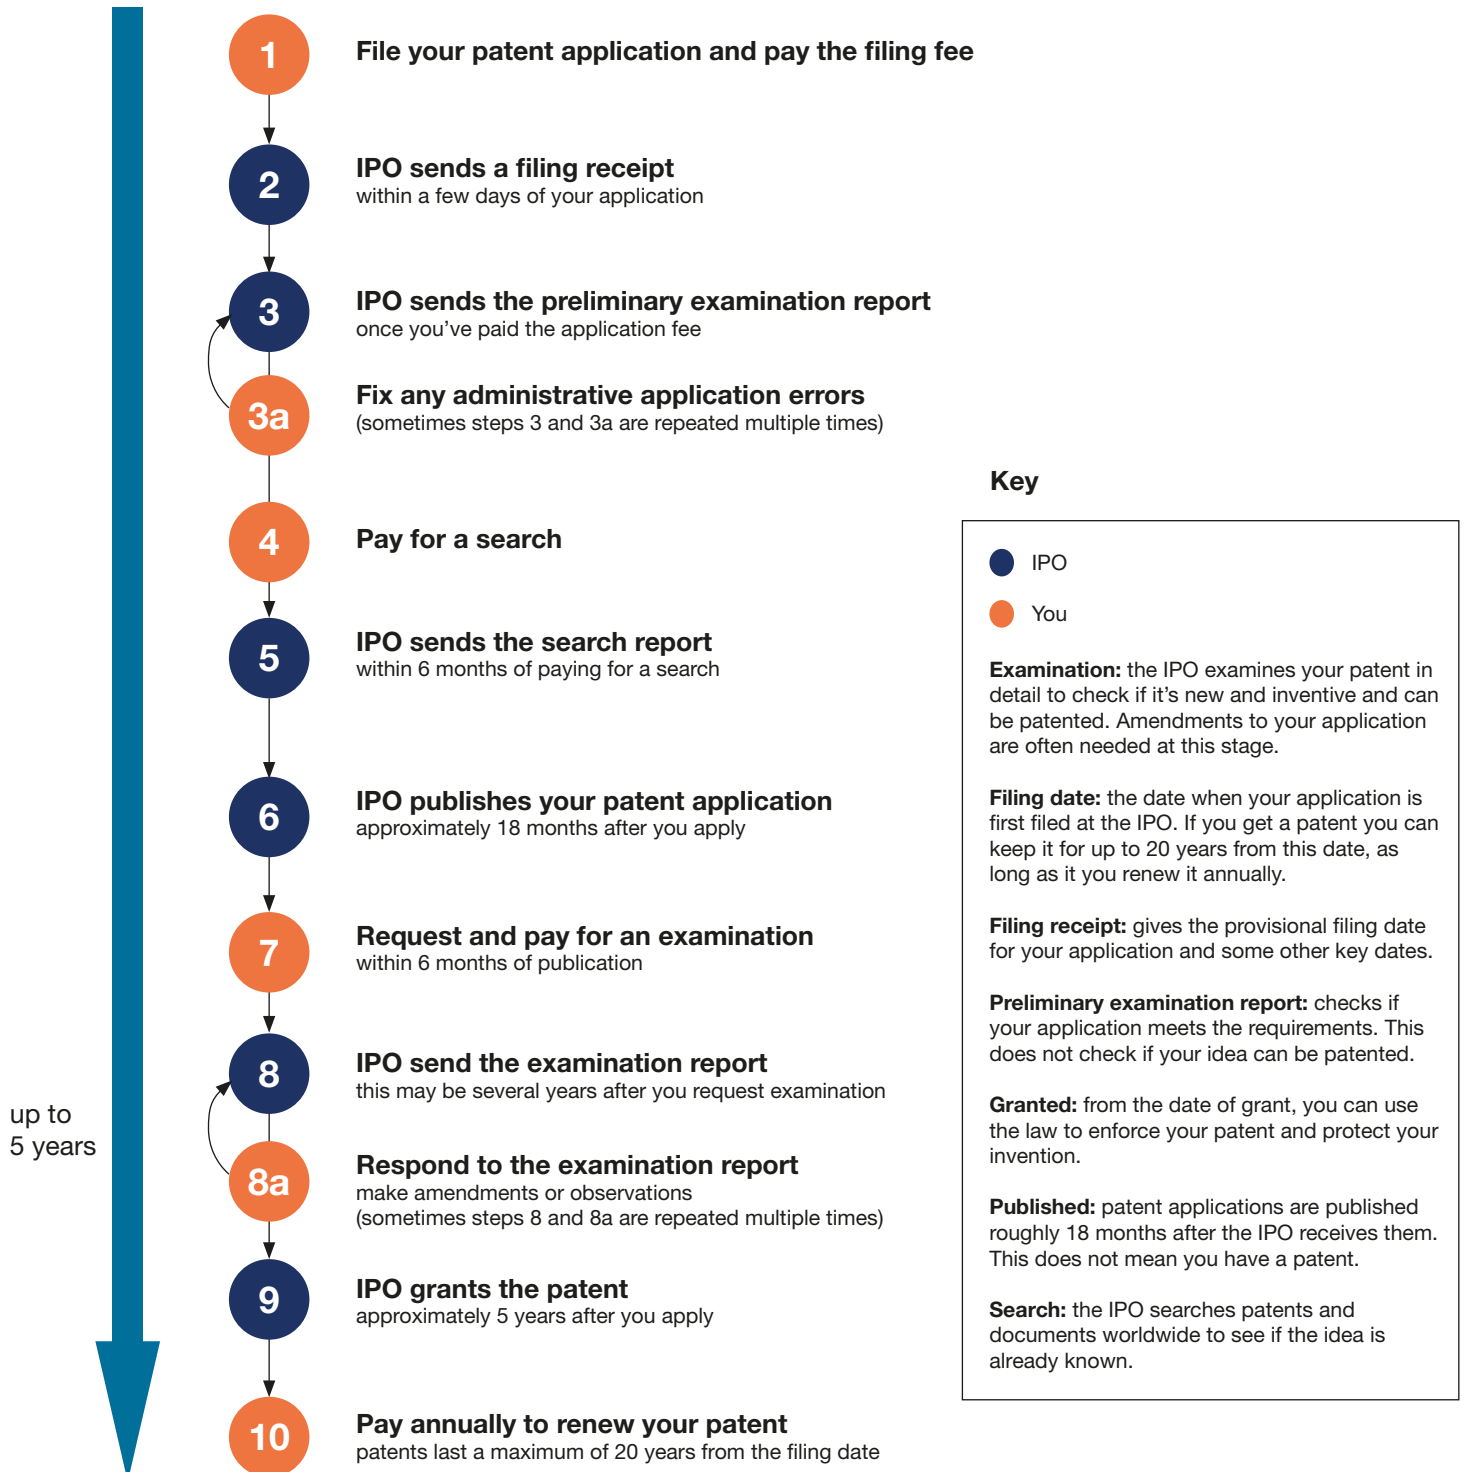 1
File your patent application and pay the filing fee
2
IPO sends a filing receipt
within a few days of your application
3
IPO sends the preliminary examination report
once you've paid the application fee
3a
Fix any administrative application errors
(sometimes steps 3 and 3a are repeated multiple times)
4
Pay for a search
5
IPO sends the search report
within 6 months of paying for a search
6
IPO publishes your patent application
approximately 18 months after you apply
7
Request and pay for an examination
within 6 months of publication
8
IPO send the examination report
this may be several years after you request examination
up to
5 years
8a
Respond to the examination report
make amendments or observations
(sometimes steps 8 and 8a are repeated multiple times)
9
IPO grants the patent
approximately 5 years after you apply
10
Pay annually to renew your patent
patents last a maximum of 20 years from the filing date
Key
IPO
You
Examination: the IPO examines your patent in
detail to check if it's new and inventive and can
be patented. Amendments to your application
are often needed at this stage.
Filing date: the date when your application is
first filed at the IPO. If you get a patent you can
keep it for up to 20 years from this date, as
long as it you renew it annually.
Filing receipt: gives the provisional filing date
for your application and some other key dates.
Preliminary examination report: checks if
your application meets the requirements. This
does not check if your idea can be patented.
Granted: from the date of grant, you can use
the law to enforce your patent and protect your
invention.
Published: patent applications are published
roughly 18 months after the IPO receives them.
This does not mean you have a patent.
Search: the IPO searches patents and
documents worldwide to see if the idea is
already known.